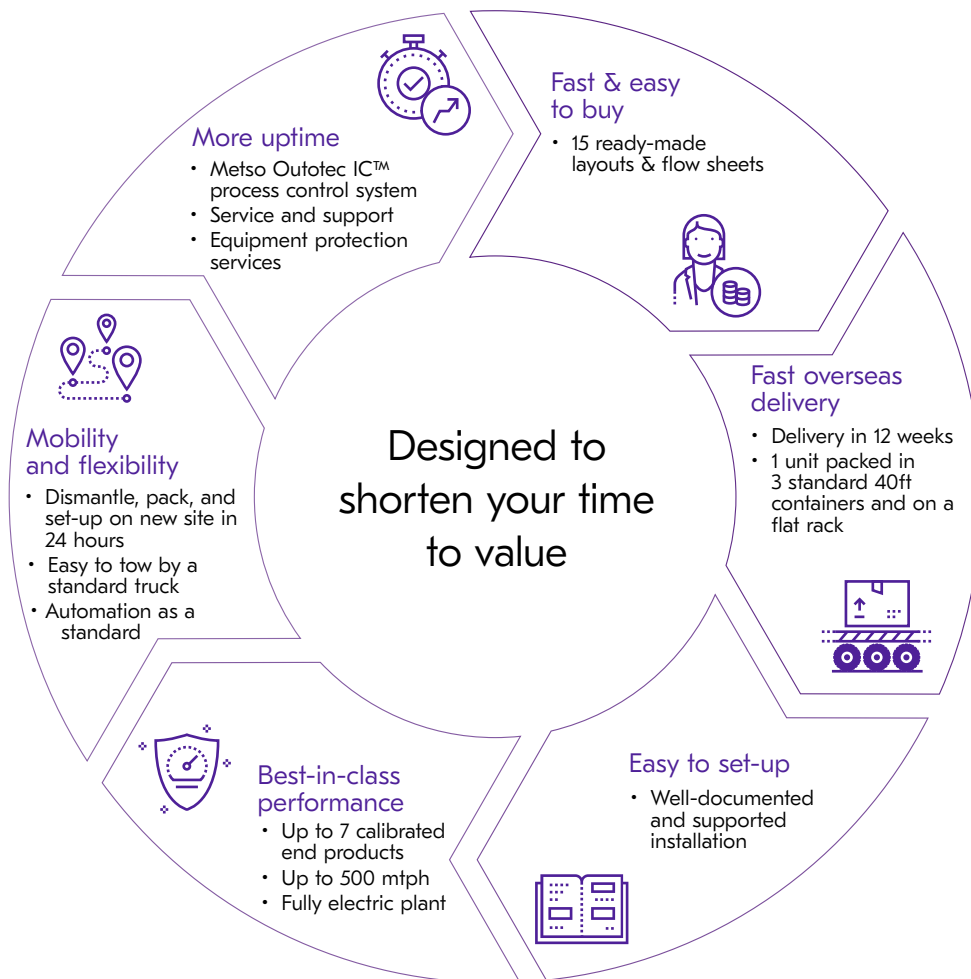 Fast & easy
to buy
• 15 ready-made
layouts & flow sheets
Fast overseas
delivery
• Delivery in 12 weeks
• 1 unit packed in
3 standard 40ft
containers and on a
flat rack
Easy to set-up
• Well-documented
and supported
installation
Best-in-class
performance
• Up to 7 calibrated
end products
• Up to 500 mtph
• Fully electric plant
Mobility
and flexibility
• Dismantle, pack, and
set-up on new site in
24 hours
• Easy to tow by a
standard truck
• Automation as a
standard
More uptime
• Metso Outotec IC™
process control system
• Service and support
• Equipment protection
services
Designed to
shorten your time
to value